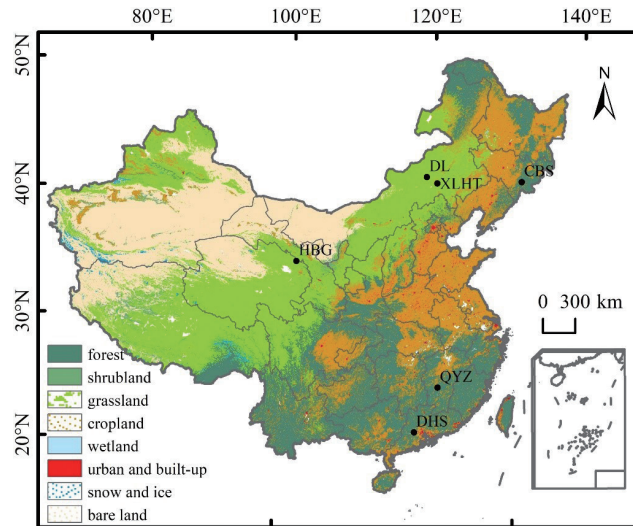 80°E 100°E 120°E 140°E
50°N
N
DL
XLHT
CBS
40°N
HBG
30°N
0 300 km
forest
shrubland
grassland
QYZ
cropland
wetland
DHS
20°N
urban and built-up
snow and ice
bare land